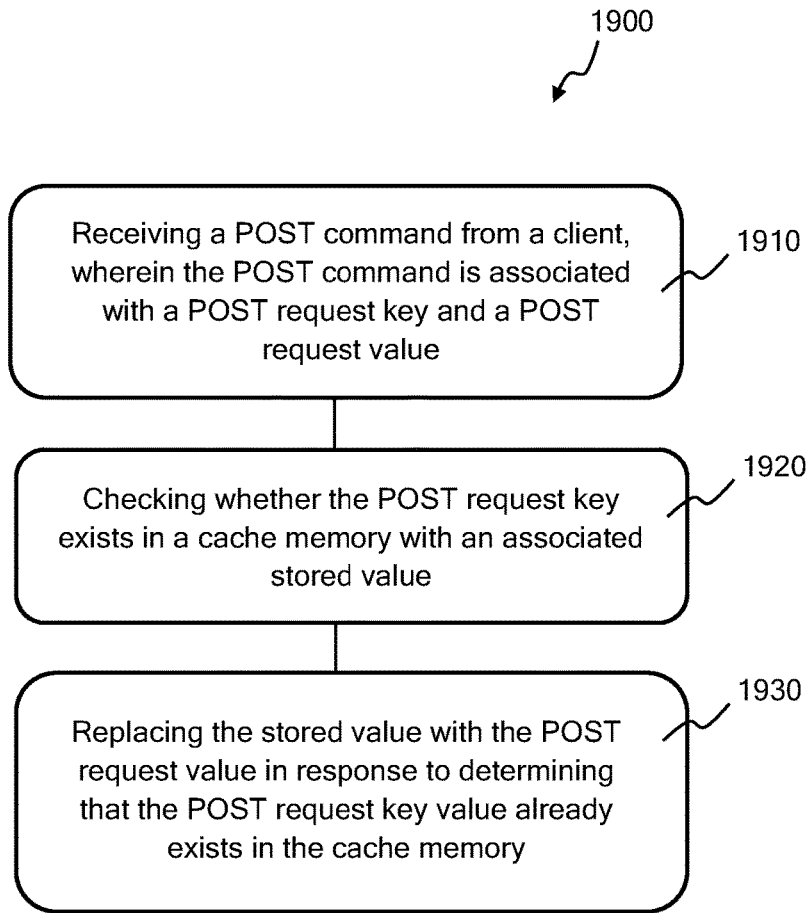 1900
Receiving a POST command from a client,
wherein the POST command is associated
with a POST request key and a POST
request value
1910
Checking whether the POST request key
exists in a cache memory with an associated
stored value
1920
Replacing the stored value with the POST
request value in response to determining
that the POST request key value already
exists in the cache memory
1930